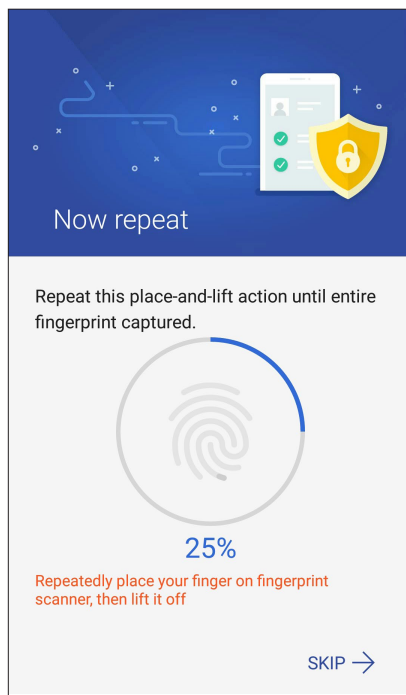 Now repeat
Repeat this place-and-lift action until entire
fingerprint captured.
25%
Repeatedly place your finger on fingerprint
scanner, then lift it off
SKIP